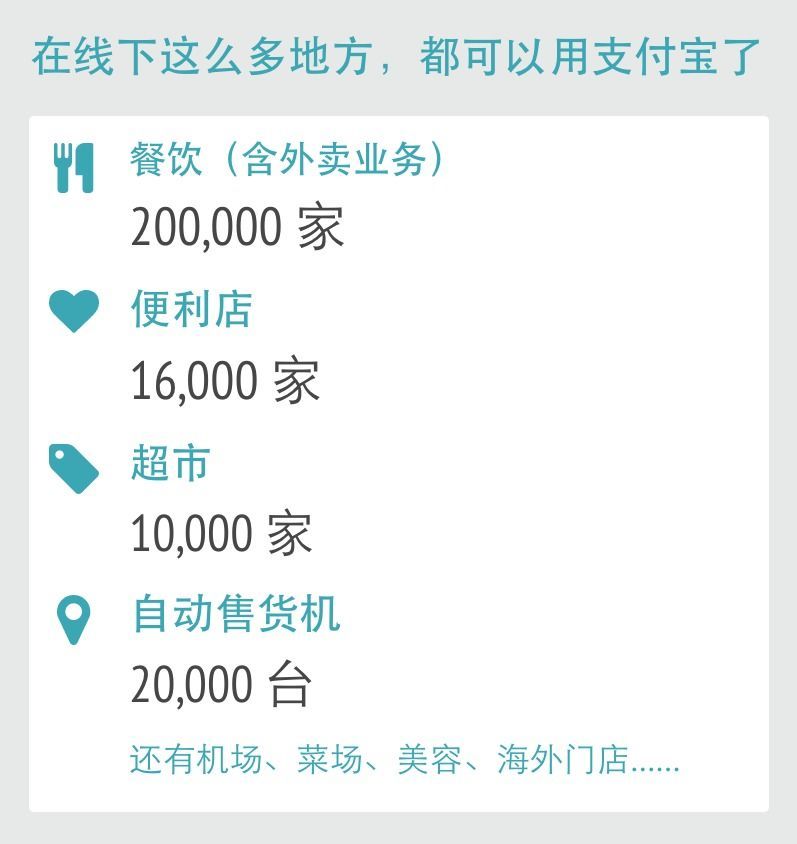 在线下这么多地方，都可以用支付宝了
餐饮（含外卖业务）
200,000 家
便利店
16,000 家
超市
10,000 家
自动售货机
20,000 台
还有机场、菜场、美容、海外门店......